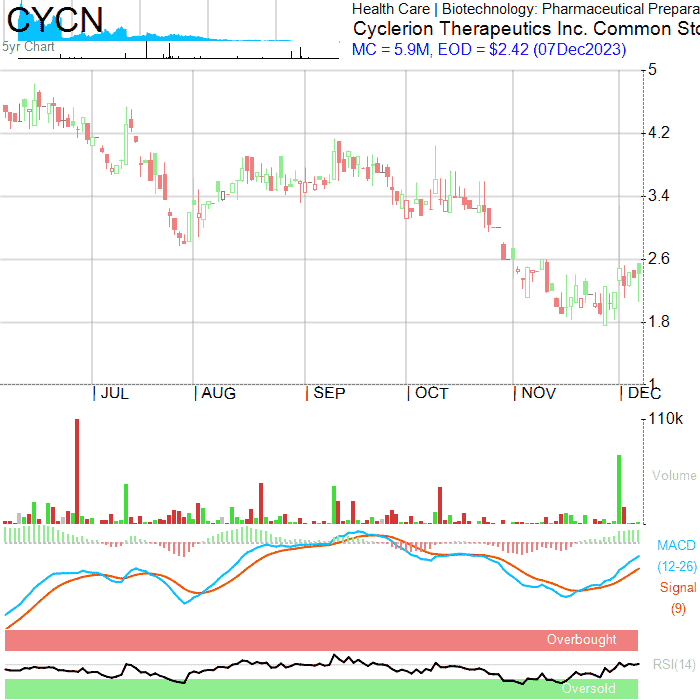 CYCN
5yr Chart
Health Care | Biotechnology: Pharmaceutical Prepara
Cyclerion Therapeutics Inc. Common Sto
MC = 5.9M, EOD = $2.42 (07Dec2023)
5
4.2
3.4
2.6
1.8
1
JUL AUG SEP OCT NOV DEC
110k
Volume
MACD
(12-26)
Signal
(9)
Overbought
RSI(14)
Oversold